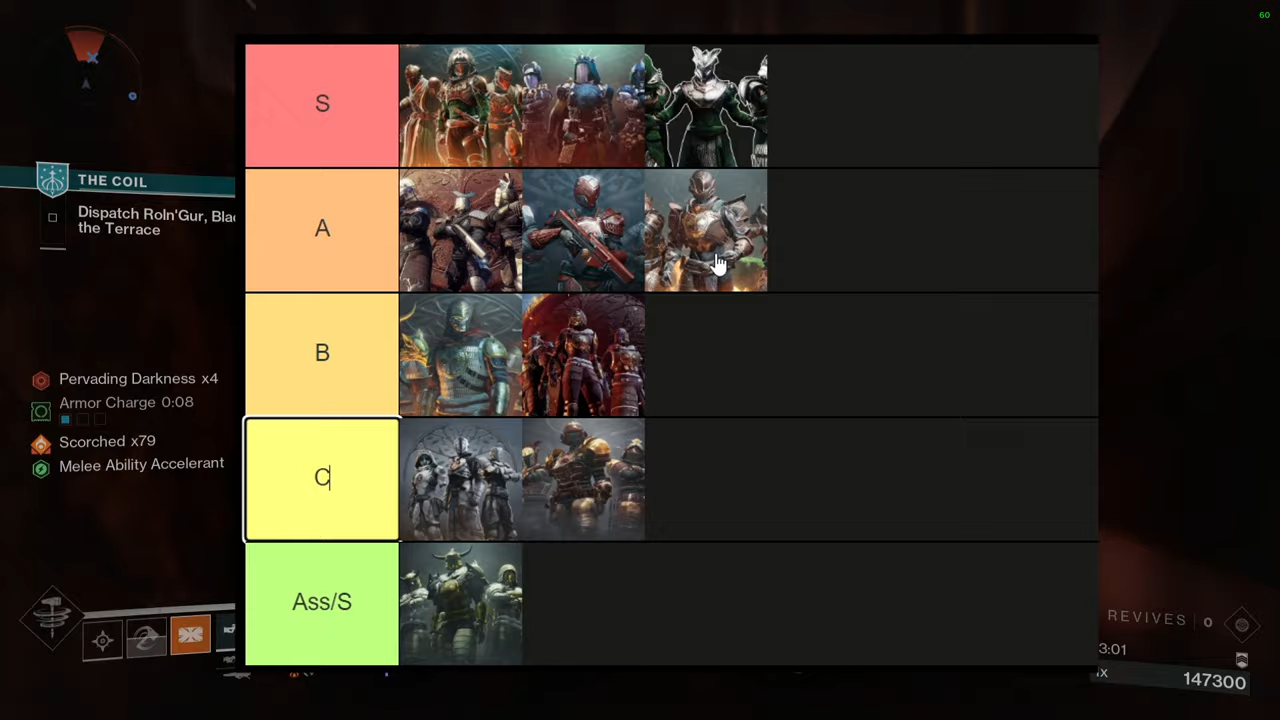 60
S
A
B
C
Ass/S
THE COIL
Dispatch Roln'Gur, Bla
the Terrace
Pervading Darkness x4
Armor Charge 0:08
Scorched x79
Melee Ability Accelerant
REVIVES 0
3:01
147300